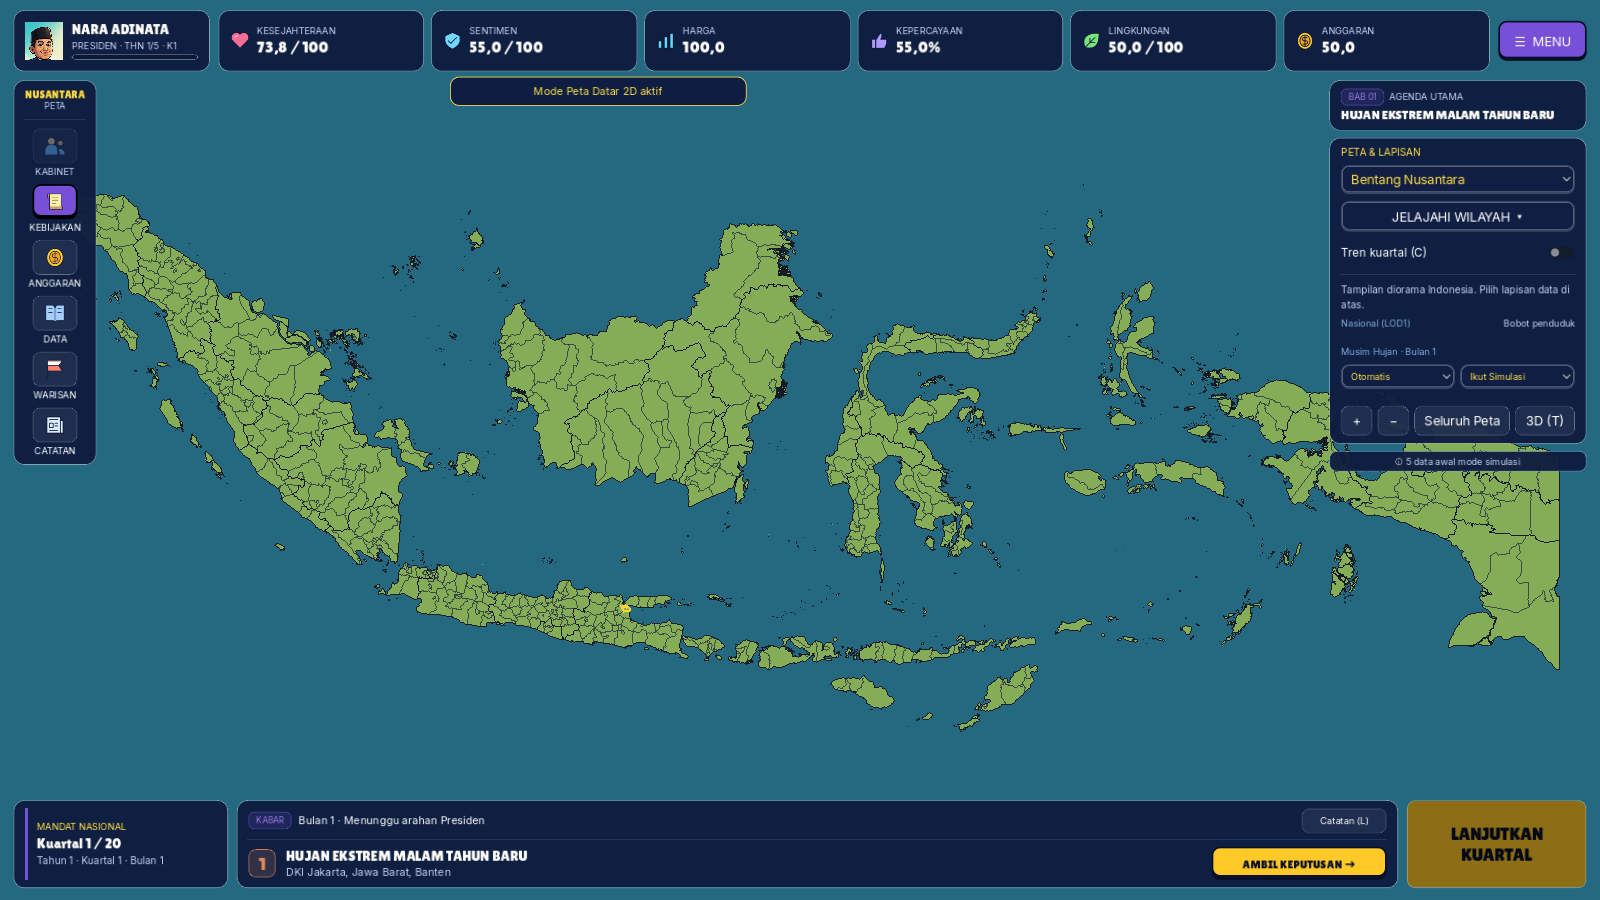 NARA ADINATA
PRESIDEN · THN 1/5 · K1
KESEJAHTERAAN
73,8 / 100
SENTIMEN
55,0 / 100
HARGA
100,0
KEPERCAYAAN
55,0%
LINGKUNGAN
50,0 / 100
ANGGARAN
50,0
☰ MENU
Mode Peta Datar 2D aktif
NUSANTARA
PETA
KABINET
KEBIJAKAN
ANGGARAN
DATA
WARISAN
CATATAN
BAB 01 AGENDA UTAMA
HUJAN EKSTREM MALAM TAHUN BARU
PETA & LAPISAN
Bentang Nusantara
JELAJAHI WILAYAH ▾
Tren kuartal (C)
Tampilan diorama Indonesia. Pilih lapisan data di
atas.
Nasional (LOD1) Bobot penduduk
Musim Hujan · Bulan 1
Otomatis Ikut Simulasi
+ − Seluruh Peta 3D (T)
5 data awal mode simulasi
MANDAT NASIONAL
Kuartal 1 / 20
Tahun 1 · Kuartal 1 · Bulan 1
KABAR Bulan 1 · Menunggu arahan Presiden
Catatan (L)
1 HUJAN EKSTREM MALAM TAHUN BARU
DKI Jakarta, Jawa Barat, Banten
AMBIL KEPUTUSAN →
LANJUTKAN
KUARTAL